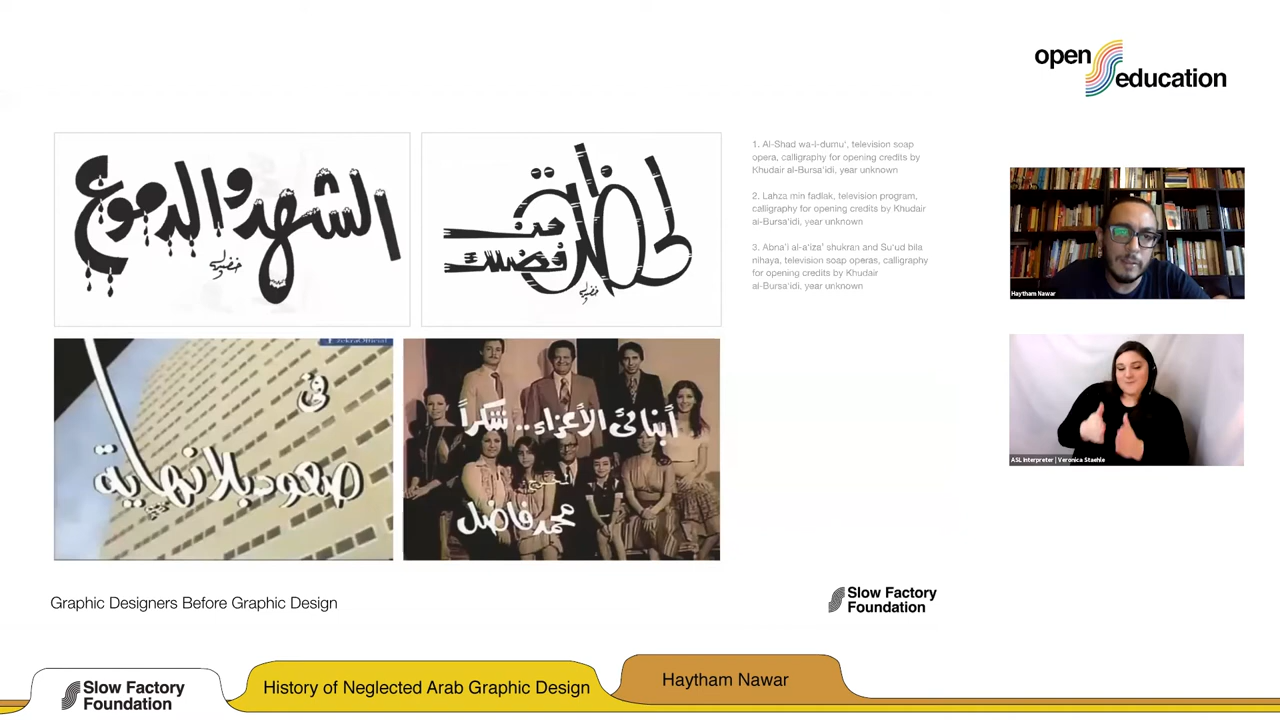 open
education
الشهد والدموع
خضير
لحظة
من
فضلك
خضير
1. Al-Shad wa-l-dumu‘, television soap
opera, calligraphy for opening credits by
Khudair al-Bursa‘idi, year unknown
2. Lahza min fadlak, television program,
calligraphy for opening credits by Khudair
al-Bursa‘idi, year unknown
3. Abna’i al-a‘iza’ shukran and Su‘ud bila
nihaya, television soap operas, calligraphy
for opening credits by Khudair
al-Bursa‘idi, year unknown
Haytham Nawar
ASL Interpreter | Veronica Staehle
في
صعود بلا نهاية
أبنائي الأعزاء.. شكراً
محمد فاضل
Graphic Designers Before Graphic Design
Slow Factory
Foundation
Slow Factory
Foundation
History of Neglected Arab Graphic Design
Haytham Nawar